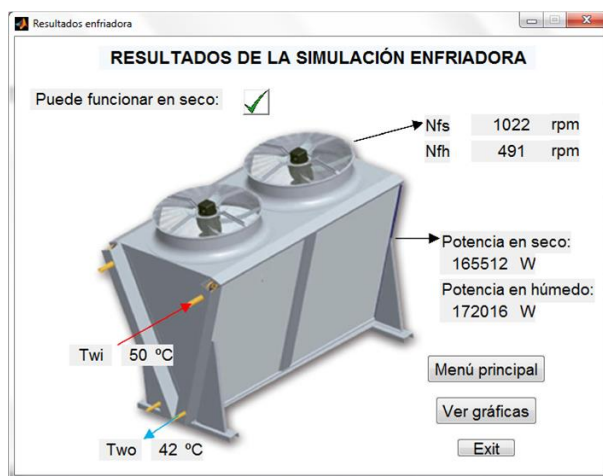 Resultados enfriadora
RESULTADOS DE LA SIMULACIÓN ENFRIADORA
Puede funcionar en seco:
Nfs 1022 rpm
Nfh 491 rpm
Potencia en seco:
165512 W
Potencia en húmedo:
172016 W
Twi 50 ºC
Menú principal
Ver gráficas
Two 42 ºC
Exit